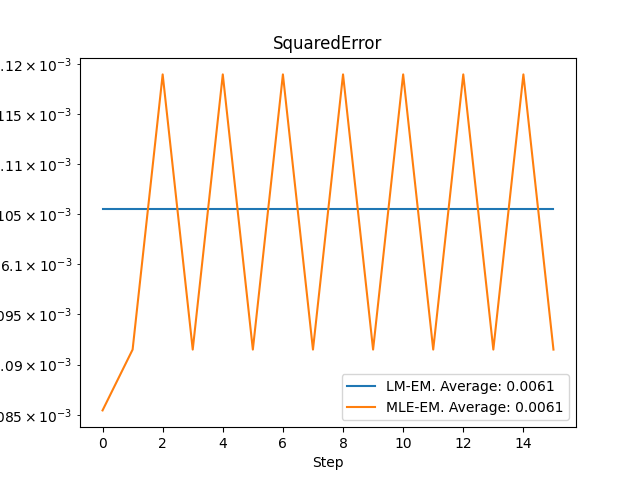 SquaredError
.12 × 10⁻³
115 × 10⁻³
.11 × 10⁻³
105 × 10⁻³
6.1 × 10⁻³
095 × 10⁻³
.09 × 10⁻³
085 × 10⁻³
LM-EM. Average: 0.0061
MLE-EM. Average: 0.0061
0 2 4 6 8 10 12 14
Step